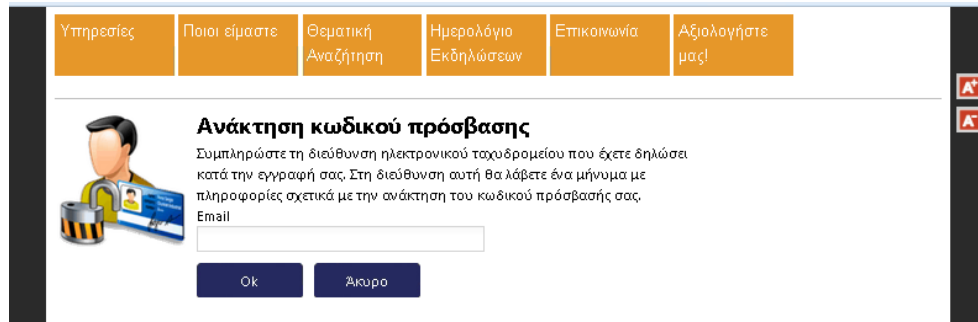 Υπηρεσίες
Ποιοι είμαστε
Θεματική
Αναζήτηση
Ημερολόγιο
Εκδηλώσεων
Επικοινωνία
Αξιολογήστε
μας!
A+
A-
Ανάκτηση κωδικού πρόσβασης
Συμπληρώστε τη διεύθυνση ηλεκτρονικού ταχυδρομείου που έχετε δηλώσει
κατά την εγγραφή σας. Στη διεύθυνση αυτή θα λάβετε ένα μήνυμα με
πληροφορίες σχετικά με την ανάκτηση του κωδικού πρόσβασής σας.
Email
Ok
Άκυρο